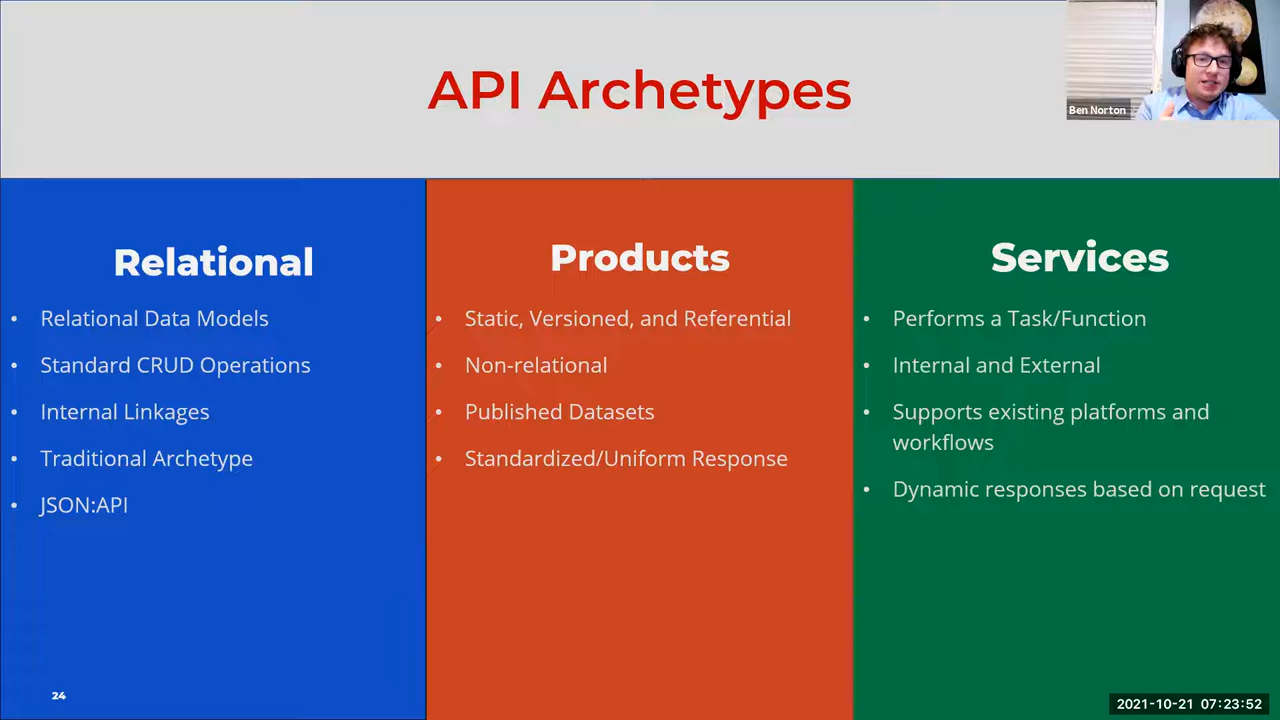 API Archetypes
Ben Norton
Relational
• Relational Data Models
• Standard CRUD Operations
• Internal Linkages
• Traditional Archetype
• JSON:API
Products
• Static, Versioned, and Referential
• Non-relational
• Published Datasets
• Standardized/Uniform Response
Services
• Performs a Task/Function
• Internal and External
• Supports existing platforms and
workflows
• Dynamic responses based on request
24
2021-10-21 07:23:52